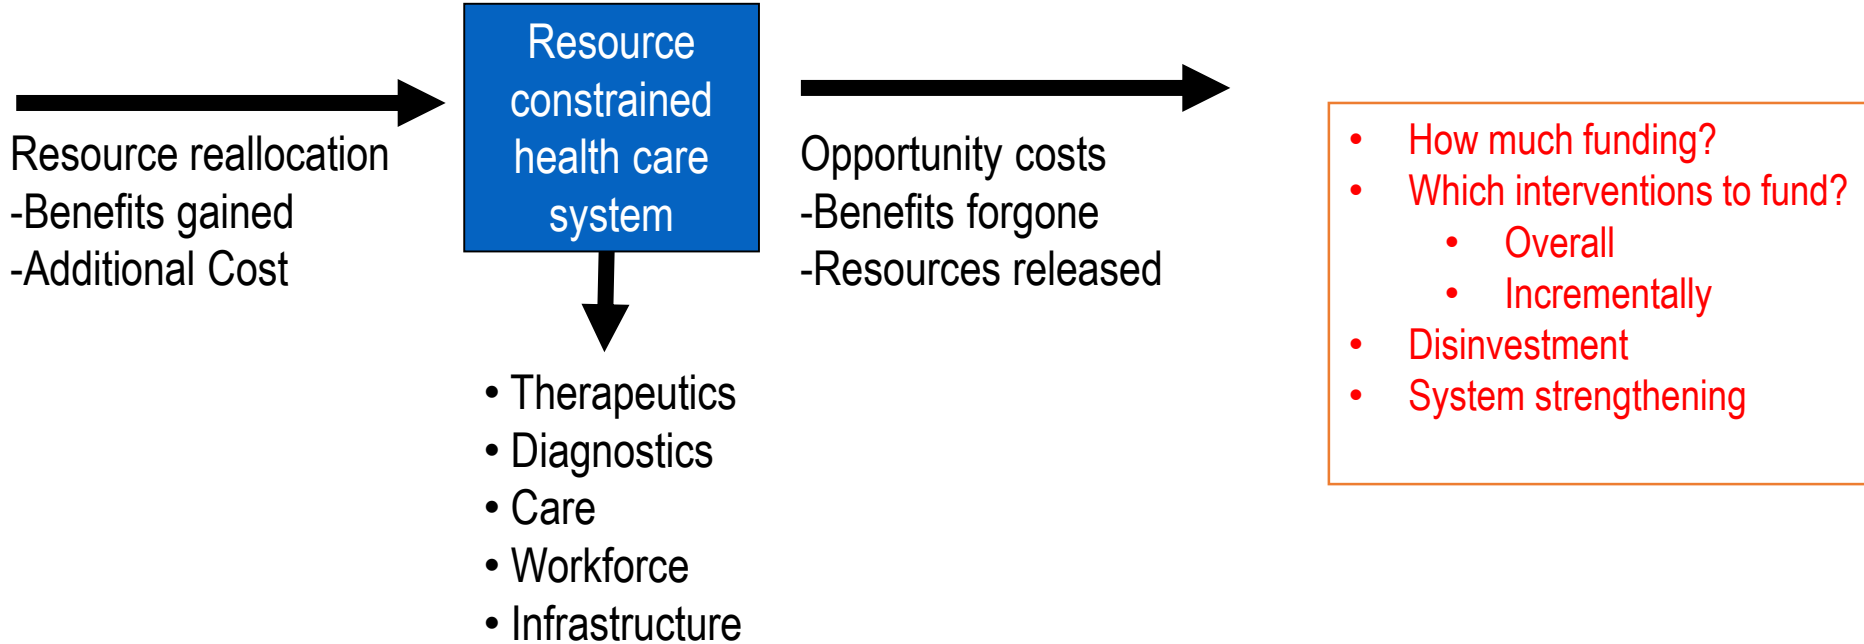 Resource
constrained
health care
system
Resource reallocation
-Benefits gained
-Additional Cost
Opportunity costs
-Benefits forgone
-Resources released
• How much funding?
• Which interventions to fund?
• Overall
• Incrementally
• Disinvestment
• System strengthening
• Therapeutics
• Diagnostics
• Care
• Workforce
• Infrastructure